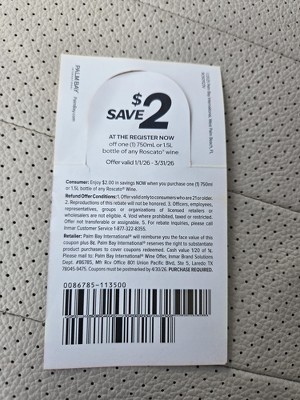 PALM BAY
$
SAVE 2
AT THE REGISTER NOW
off one (1) 750mL or 1.5L
bottle of any Roscato® wine
Offer valid 1/1/26 - 3/31/26
Consumer: Enjoy $2.00 in savings NOW when you purchase one (1) 750ml
or 1.5L bottle of any Roscato® Wine.
Refund Offer Conditions: 1. Offer valid only to consumers who are 21 or older.
2. Reproductions of this rebate will not be honored. 3. Officers, employees,
representatives, groups or organizations of licensed retailers or
wholesalers are not eligible. 4. Void where prohibited, taxed or restricted.
Offer not transferable or assignable. 5. For rebate inquiries, please call
Inmar Customer Service 1-877-322-8355.
Retailer: Palm Bay International® will reimburse you the face value of this
coupon plus 8¢. Palm Bay International® reserves the right to substantiate
product purchases to cover coupons redeemed. Cash value 1/20 of 1¢.
Please mail to: Palm Bay International® Wine Offer, Inmar Brand Solutions
Dept. #86785, Mfr Rcv Office 801 Union Pacific Blvd, Ste 5, Laredo TX
78045-9475. Coupons must be postmarked by 4/30/26. PURCHASE REQUIRED.
0086785-113500